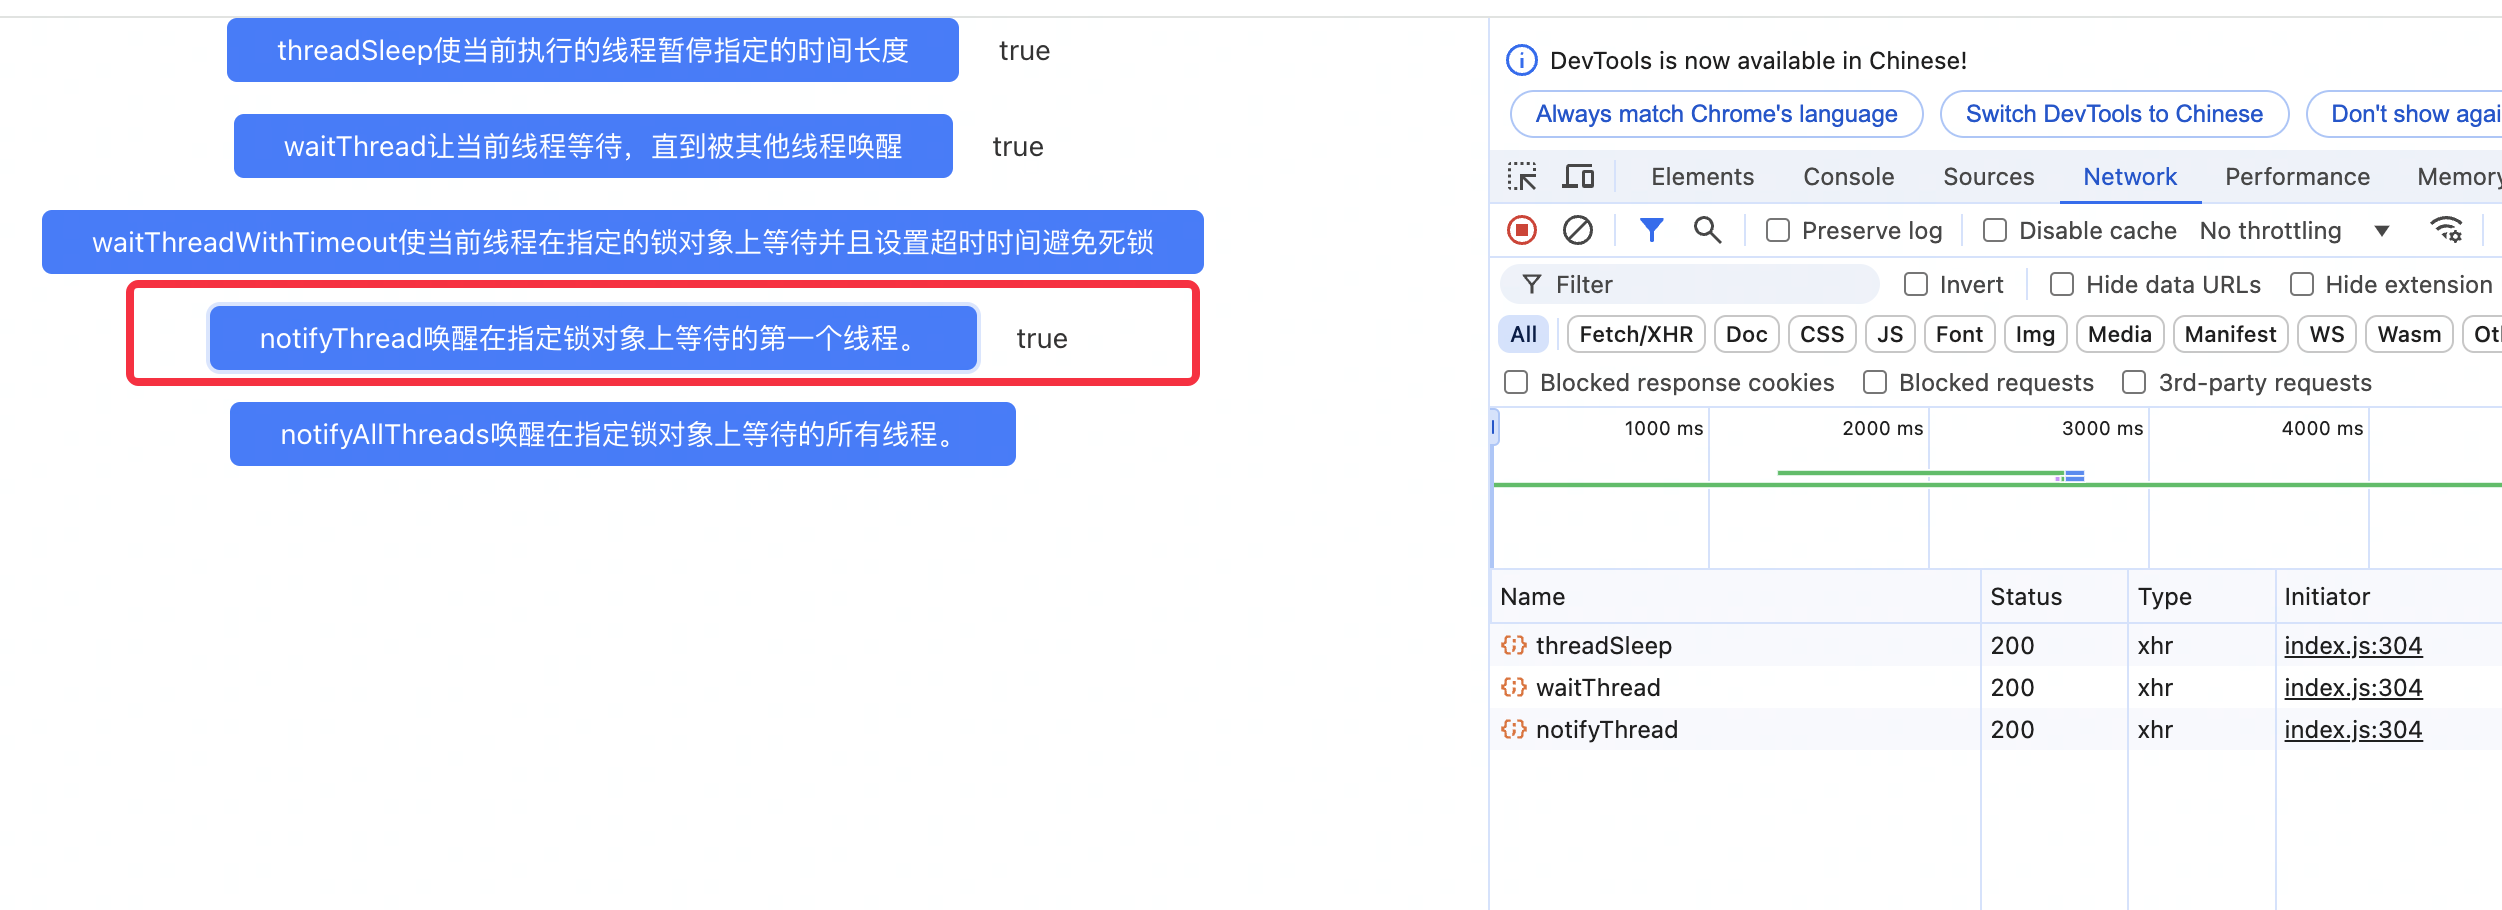 threadSleep使当前执行的线程暂停指定的时间长度 true
waitThread让当前线程等待，直到被其他线程唤醒 true
waitThreadWithTimeout使当前线程在指定的锁对象上等待并且设置超时时间避免死锁
notifyThread唤醒在指定锁对象上等待的第一个线程。 true
notifyAllThreads唤醒在指定锁对象上等待的所有线程。
DevTools is now available in Chinese!
Always match Chrome's language Switch DevTools to Chinese Don't show agai
Elements Console Sources Network Performance Memory
Preserve log Disable cache No throttling
Filter Invert Hide data URLs Hide extension
All Fetch/XHR Doc CSS JS Font Img Media Manifest WS Wasm Ot
Blocked response cookies Blocked requests 3rd-party requests
1000 ms 2000 ms 3000 ms 4000 ms
Name Status Type Initiator
threadSleep 200 xhr index.js:304
waitThread 200 xhr index.js:304
notifyThread 200 xhr index.js:304